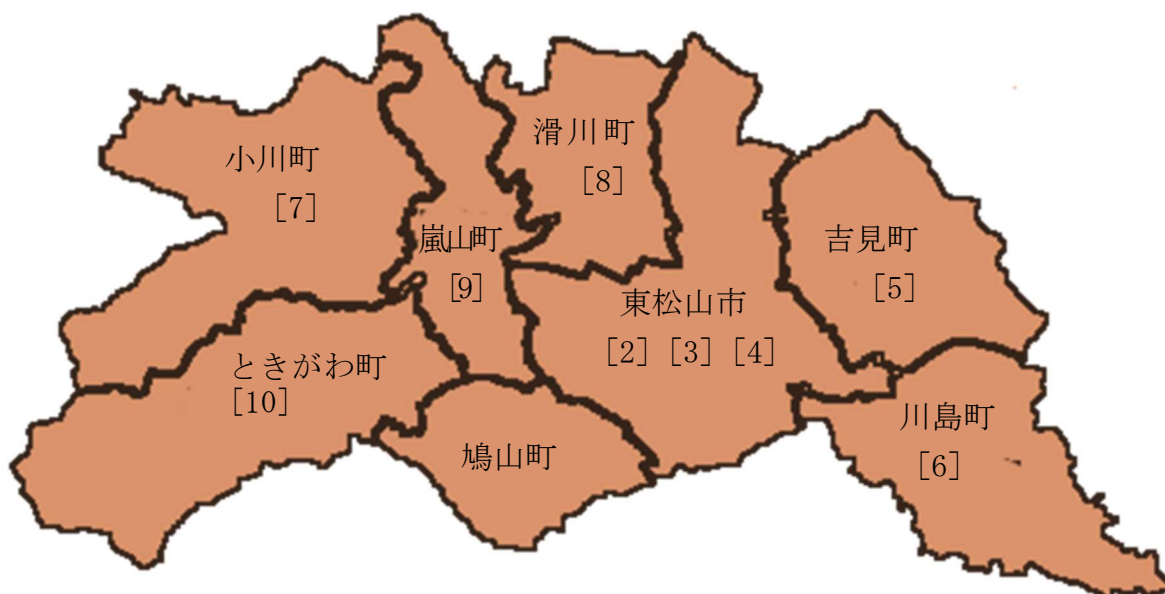 小川町
[7]
嵐山町
[9]
滑川町
[8]
東松山市
[2] [3] [4]
吉見町
[5]
ときがわ町
[10]
鳩山町
川島町
[6]